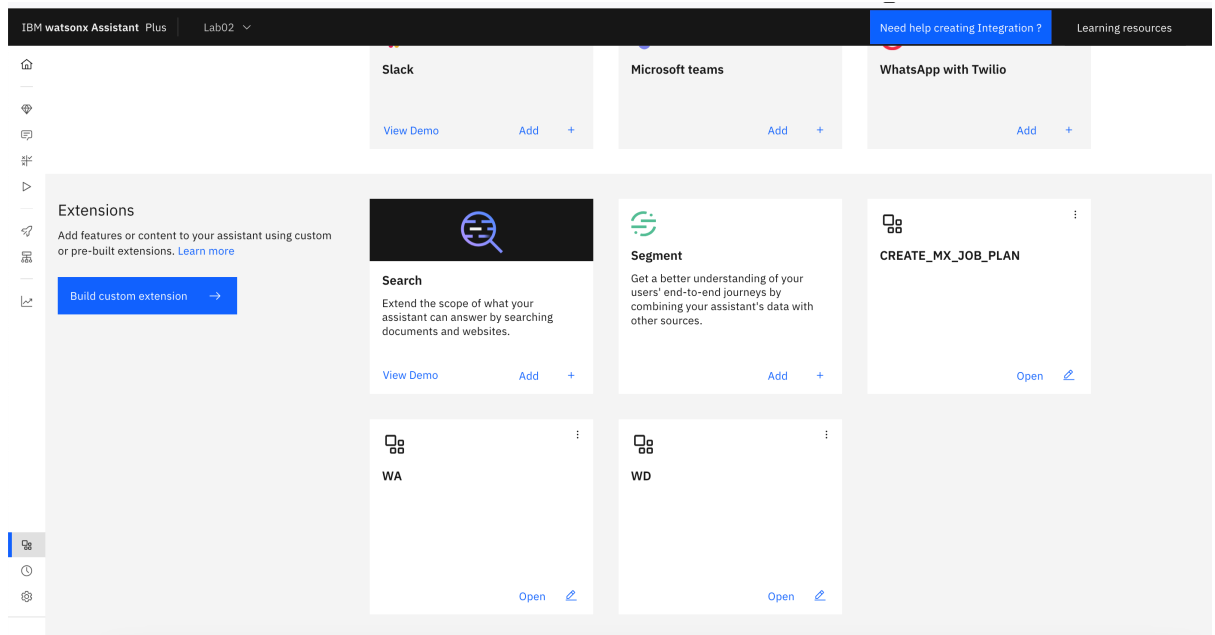 IBM watsonx Assistant Plus
Lab02
Need help creating Integration ?
Learning resources
Slack
View Demo
Add +
Microsoft teams
Add +
WhatsApp with Twilio
Add +
Extensions
Add features or content to your assistant using custom
or pre-built extensions. Learn more
Build custom extension →
Search
Extend the scope of what your
assistant can answer by searching
documents and websites.
View Demo
Add +
Segment
Get a better understanding of your
users' end-to-end journeys by
combining your assistant's data with
other sources.
Add +
CREATE_MX_JOB_PLAN
Open
WA
Open
WD
Open